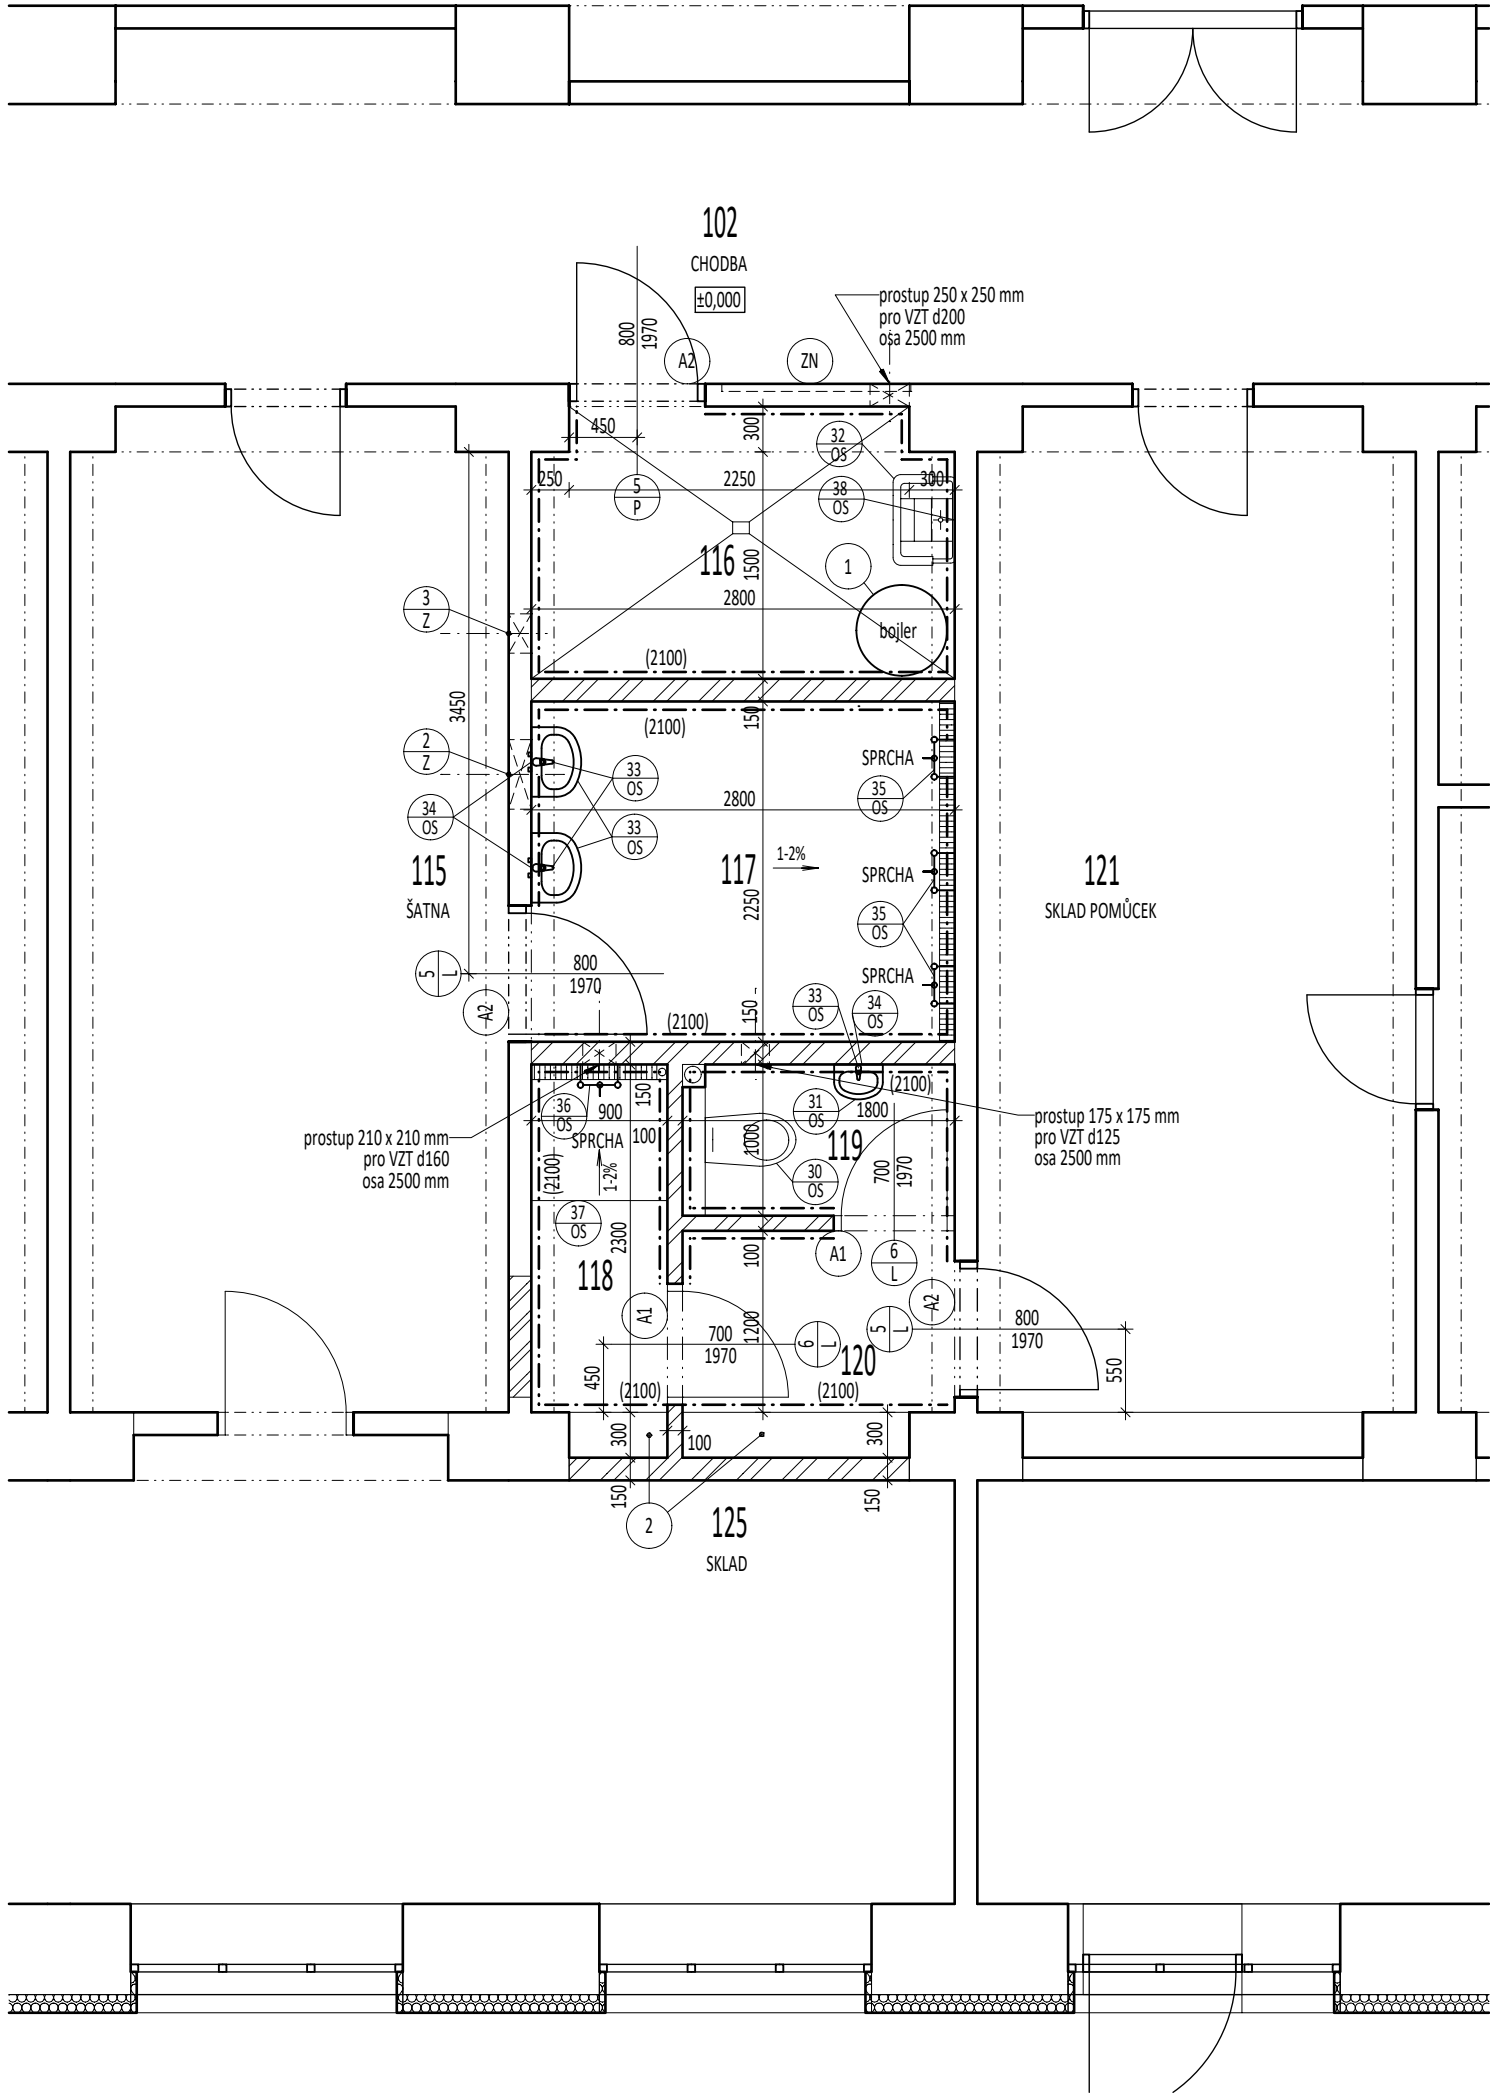 102
CHODBA
±0,000
prostup 250 x 250 mm
pro VZT d200
osa 2500 mm
800
1970
A2
ZN
450
300
32
OS
250
5
P
2250
38
OS
300
116
1500
1
2800
bojler
3
Z
(2100)
3450
150
(2100)
2
Z
33
OS
SPRCHA
35
OS
2800
34
OS
33
OS
115
ŠATNA
117
1-2%
SPRCHA
121
SKLAD POMŮCEK
2250
35
OS
5
L
800
1970
SPRCHA
A2
33
OS
34
OS
150
(2100)
(2100)
150
36
OS
900
31
OS
1800
prostup 210 x 210 mm
pro VZT d160
osa 2500 mm
SPRCHA
100
1000
119
prostup 175 x 175 mm
pro VZT d125
osa 2500 mm
(2100)
1-2%
30
OS
700
1970
37
OS
2300
100
A1
6
L
118
A1
A2
700
1970
1200
6
L
5
L
800
1970
120
450
550
(2100)
(2100)
300
100
300
150
150
2
125
SKLAD